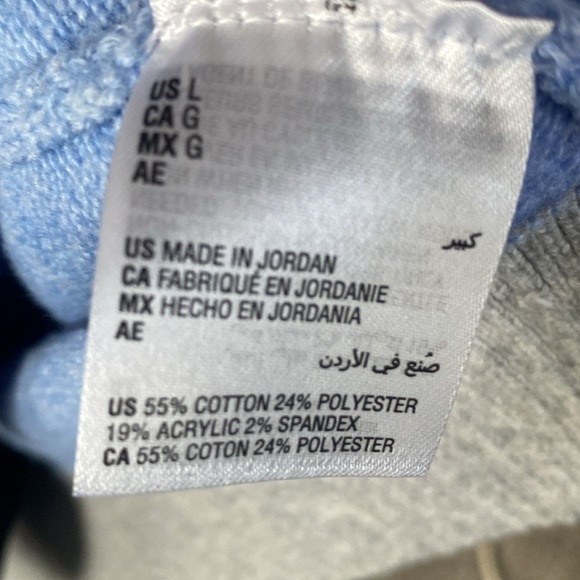 US L
CA G
MX G
AE
كبير
US MADE IN JORDAN
CA FABRIQUÉ EN JORDANIE
MX HECHO EN JORDANIA
AE
صُنع في الأردن
US 55% COTTON 24% POLYESTER
19% ACRYLIC 2% SPANDEX
CA 55% COTON 24% POLYESTER